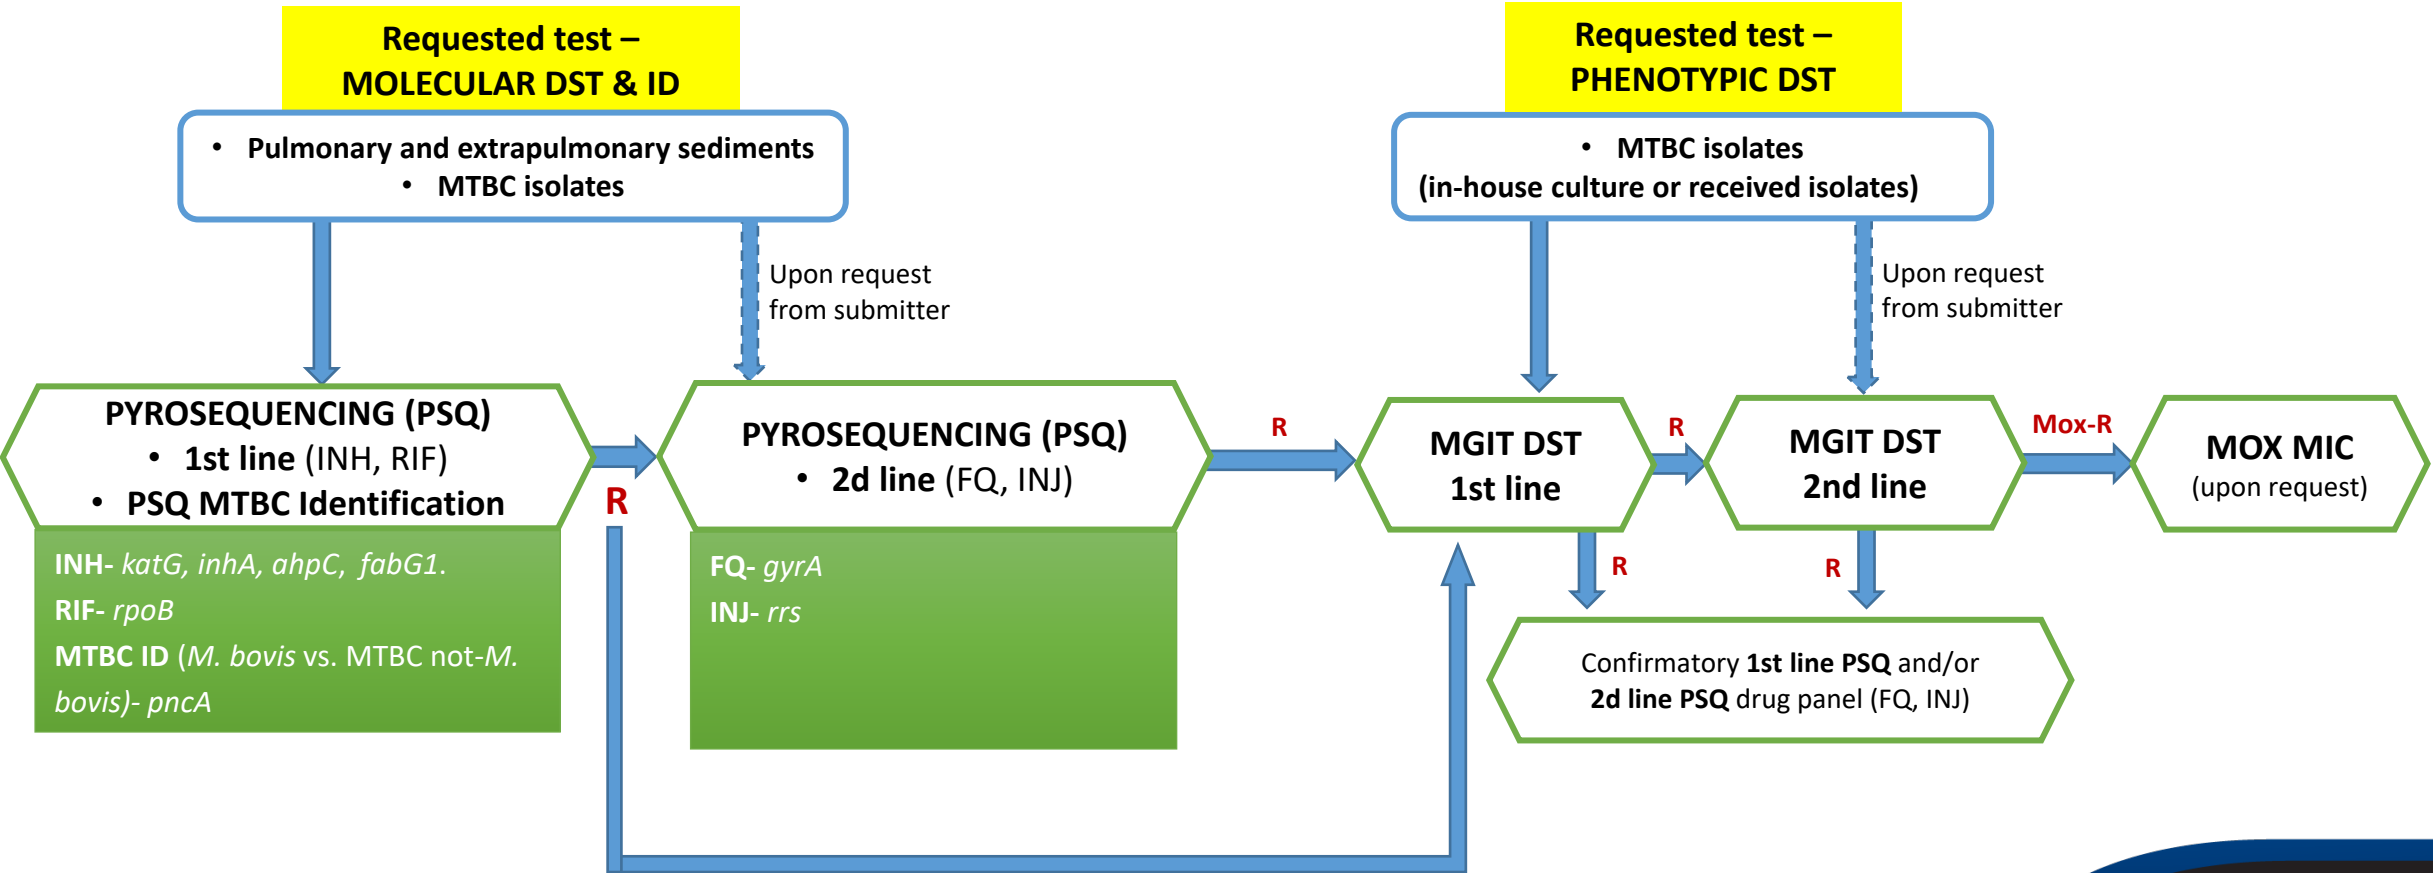 Requested test –
MOLECULAR DST & ID
• Pulmonary and extrapulmonary sediments
• MTBC isolates
Upon request
from submitter
PYROSEQUENCING (PSQ)
• 1st line (INH, RIF)
• PSQ MTBC Identification
INH- katG, inhA, ahpC, fabG1.
RIF- rpoB
MTBC ID (M. bovis vs. MTBC not-M.
bovis)- pncA
R
PYROSEQUENCING (PSQ)
• 2d line (FQ, INJ)
FQ- gyrA
INJ- rrs
R
Requested test –
PHENOTYPIC DST
• MTBC isolates
(in-house culture or received isolates)
Upon request
from submitter
MGIT DST
1st line
R
MGIT DST
2nd line
Mox-R
MOX MIC
(upon request)
R
R
Confirmatory 1st line PSQ and/or
2d line PSQ drug panel (FQ, INJ)